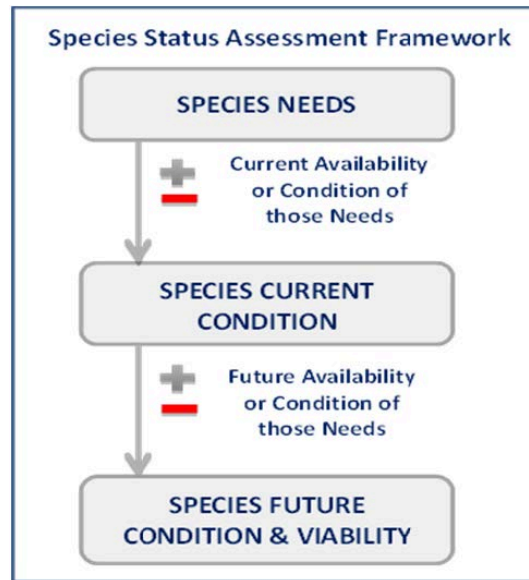 Species Status Assessment Framework
SPECIES NEEDS
Current Availability
or Condition of
those Needs
SPECIES CURRENT
CONDITION
Future Availability
or Condition of
those Needs
SPECIES FUTURE
CONDITION & VIABILITY